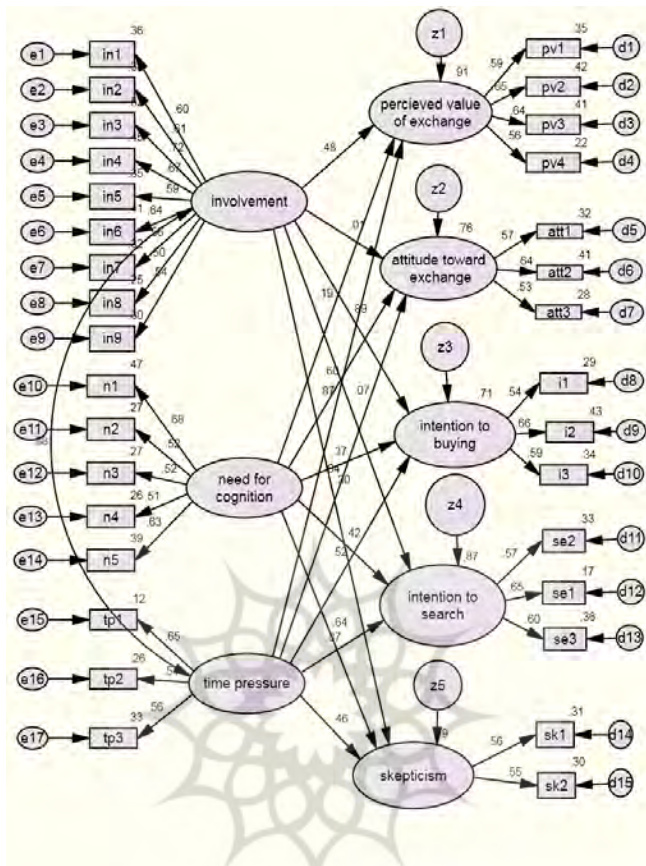 z1
.36
.35
e1
in1
.59
pv1
d1
.91
.42
e2
in2
.65
pv2
d2
percieved value
of exchange
.41
e3
in3
.60
.64
pv3
d3
.61
.56
.22
e4
in4
.72
.48
pv4
d4
.67
z2
e5
in5
.59
involvement
.32
.76
.57
att1
d5
e6
in6
.64
.01
.41
attitude toward
exchange
.64
att2
d6
e7
in7
.50
.53
.28
.25
.54
.19
.89
att3
d7
e8
in8
z3
e9
in9
.29
.47
.60
.07
.71
.54
i1
d8
e10
n1
.87
.43
.27
.68
intention to
buying
.66
i2
d9
e11
n2
.52
.37
.59
.34
.27
need for
cognition
i3
d10
e12
n3
.52
z4
.26
.51
e13
n4
.63
.42
.33
.39
.52
.87
.57
se2
d11
e14
n5
.17
intention to
search
.65
se1
d12
.12
.64
.60
e15
tp1
.65
se3
d13
.26
z5
e16
tp2
time pressure
.33
.56
.46
.31
e17
tp3
.56
sk1
d14
skepticism
.30
.55
sk2
d15